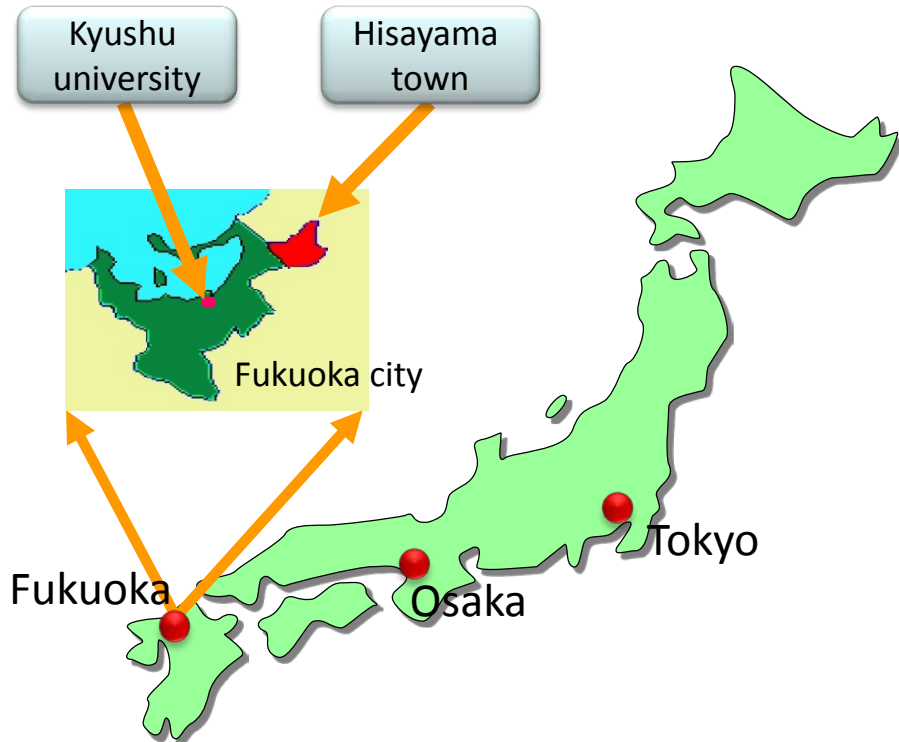 Kyushu
university
Hisayama
town
Fukuoka city
Fukuoka
Osaka
Tokyo